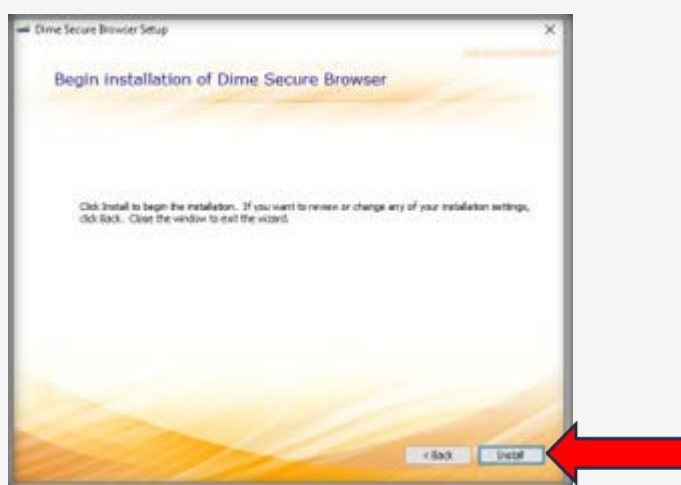 Dime Secure Browser Setup
Begin installation of Dime Secure Browser
Click Install to begin the installation. If you want to review or change any of your installation settings,
click Back. Close the window to exit the wizard.
< Back Install